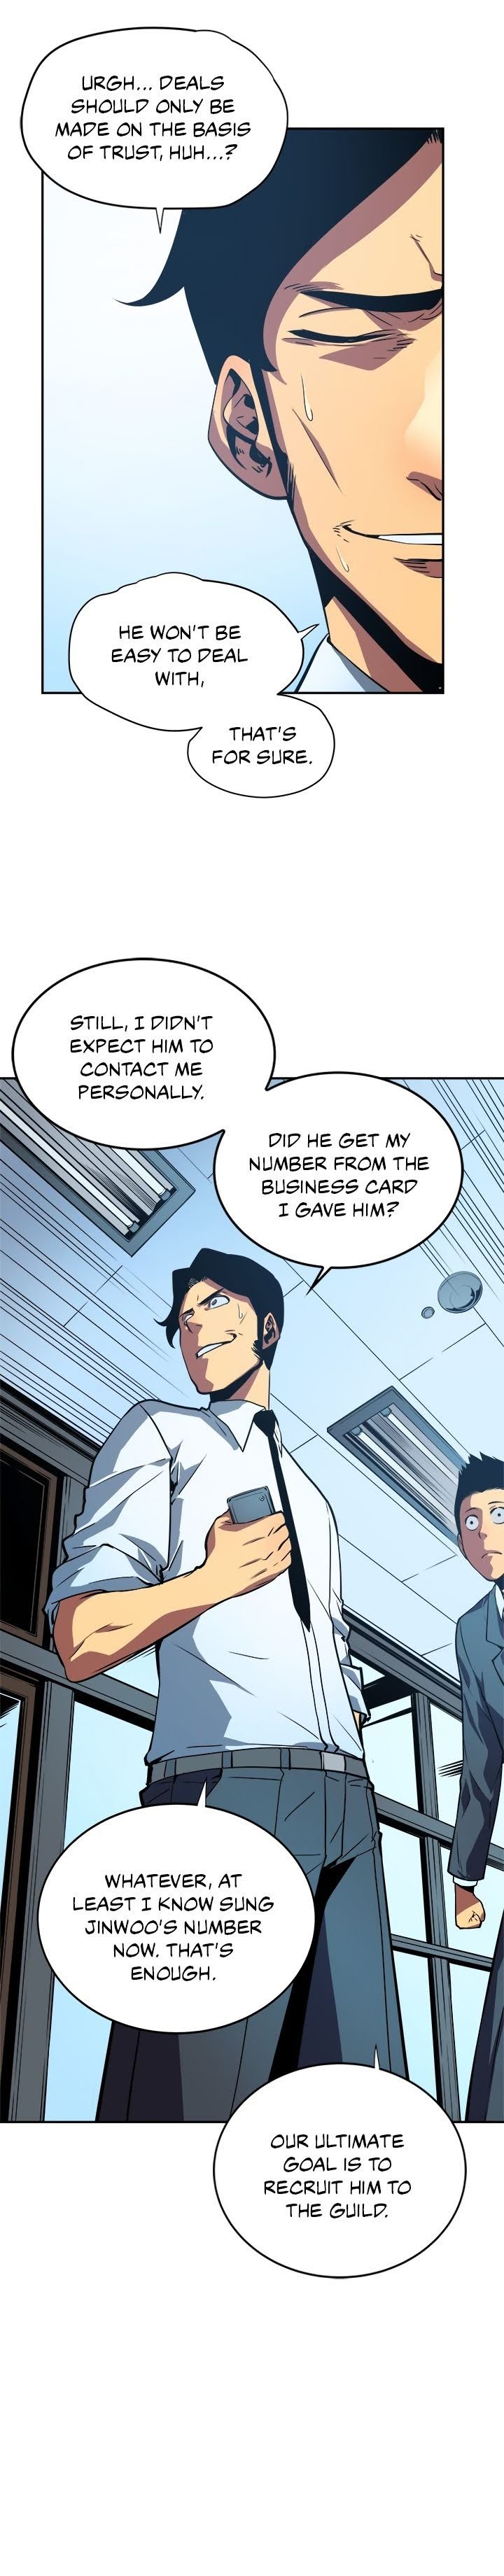 URGH... DEALS
SHOULD ONLY BE
MADE ON THE BASIS
OF TRUST, HUH...?
HE WON'T BE
EASY TO DEAL
WITH,
THAT'S
FOR SURE.
STILL, I DIDN'T
EXPECT HIM TO
CONTACT ME
PERSONALLY.
DID HE GET MY
NUMBER FROM THE
BUSINESS CARD
I GAVE HIM?
WHATEVER, AT
LEAST I KNOW SUNG
JINWOO'S NUMBER
NOW. THAT'S
ENOUGH.
OUR ULTIMATE
GOAL IS TO
RECRUIT HIM TO
THE GUILD.